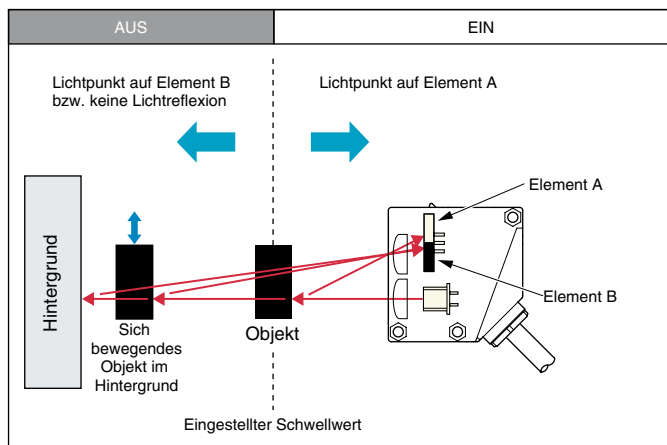 AUS
EIN
Lichtpunkt auf Element B
bzw. keine Lichtreflexion
Lichtpunkt auf Element A
Element A
Hintergrund
Element B
Sich
bewegendes
Objekt im
Hintergrund
Objekt
Eingestellter Schwellwert